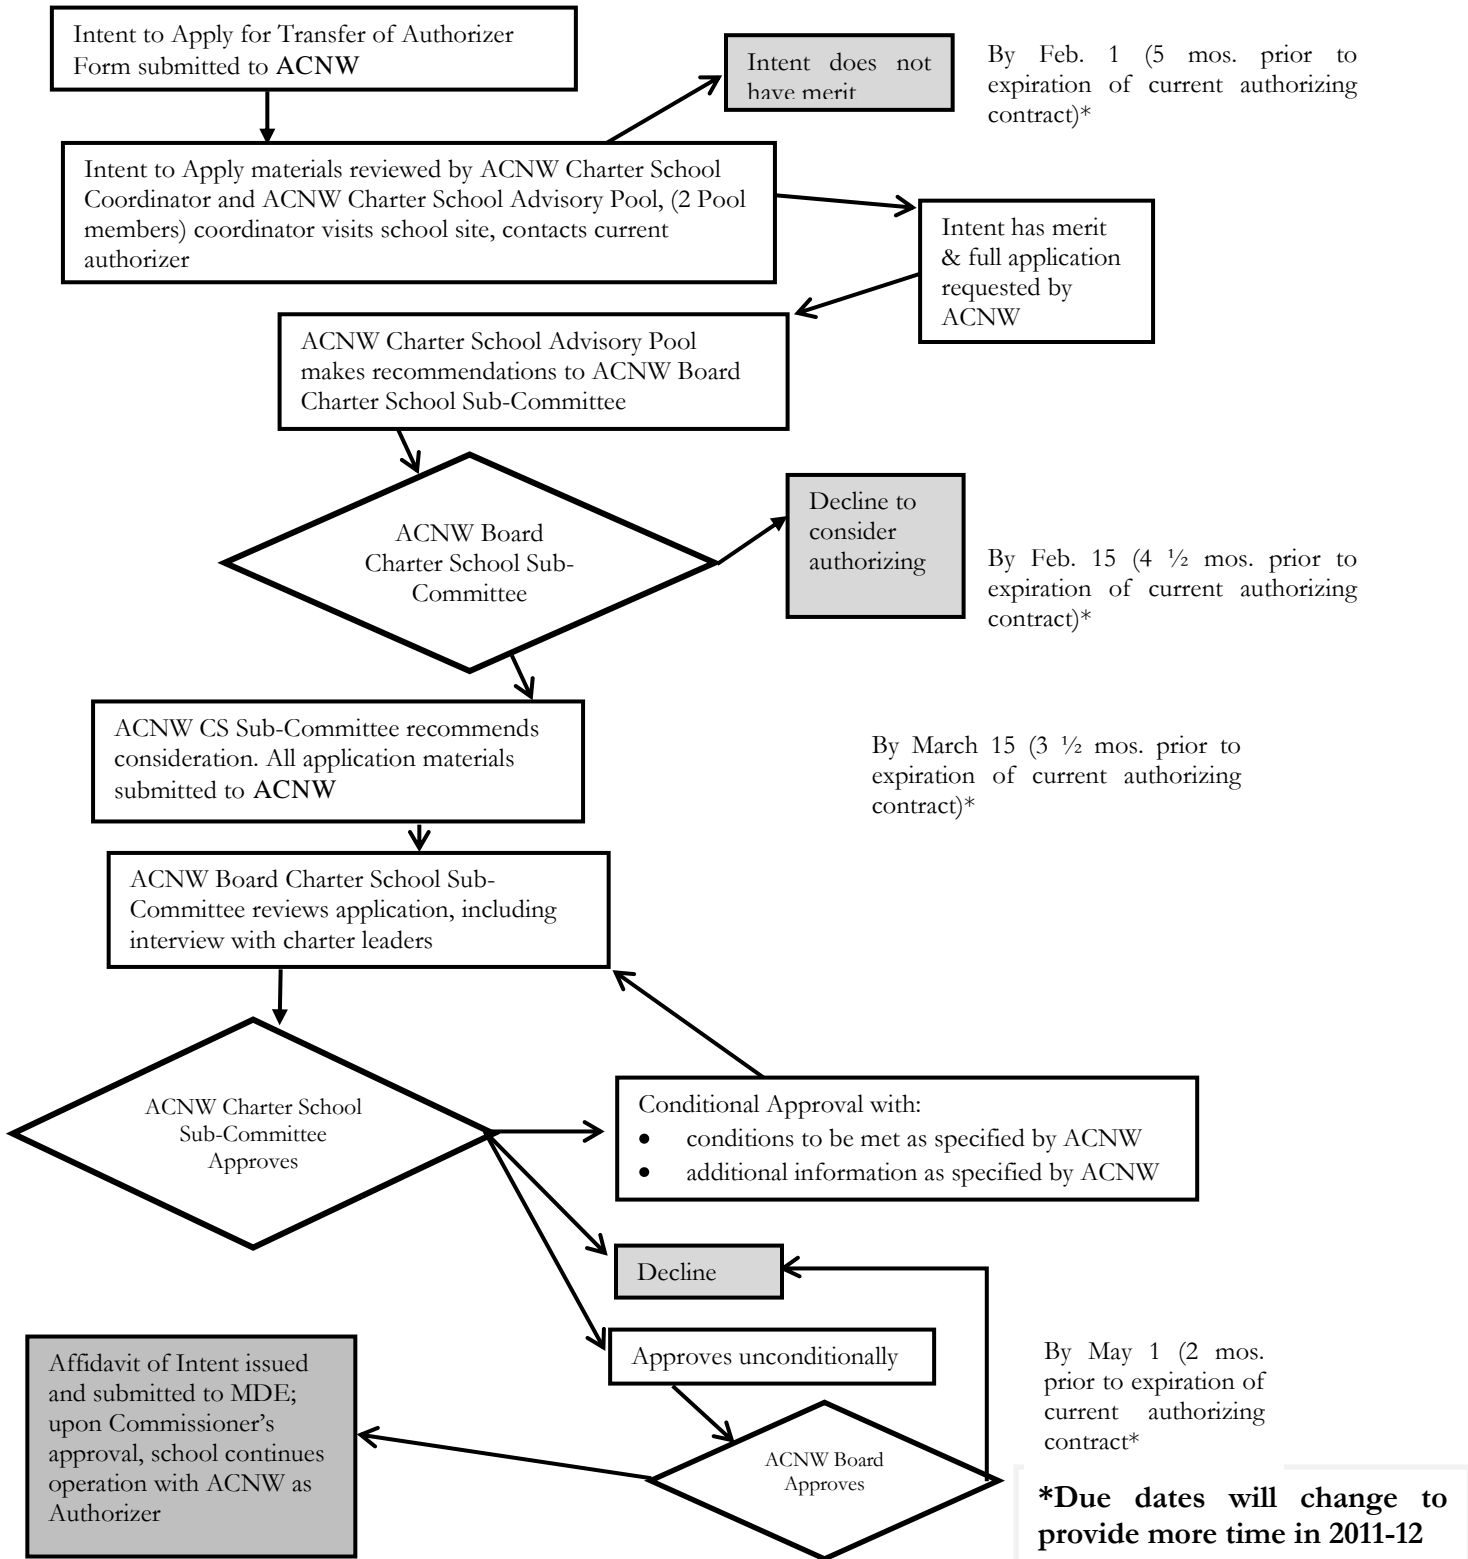 Intent to Apply for Transfer of Authorizer
Form submitted to ACNW
Intent does not
have merit
By Feb. 1 (5 mos. prior to
expiration of current authorizing
contract)*
Intent to Apply materials reviewed by ACNW Charter School
Coordinator and ACNW Charter School Advisory Pool, (2 Pool
members) coordinator visits school site, contacts current
authorizer
Intent has merit
& full application
requested by
ACNW
ACNW Charter School Advisory Pool
makes recommendations to ACNW Board
Charter School Sub-Committee
ACNW Board
Charter School Sub-
Committee
Decline to
consider
authorizing
By Feb. 15 (4 ½ mos. prior to
expiration of current authorizing
contract)*
ACNW CS Sub-Committee recommends
consideration. All application materials
submitted to ACNW
By March 15 (3 ½ mos. prior to
expiration of current authorizing
contract)*
ACNW Board Charter School Sub-
Committee reviews application, including
interview with charter leaders
ACNW Charter School
Sub-Committee
Approves
Conditional Approval with:
• conditions to be met as specified by ACNW
• additional information as specified by ACNW
Decline
Approves unconditionally
Affidavit of Intent issued
and submitted to MDE;
upon Commissioner’s
approval, school continues
operation with ACNW as
Authorizer
By May 1 (2 mos.
prior to expiration of
current authorizing
contract*
ACNW Board
Approves
*Due dates will change to
provide more time in 2011-12